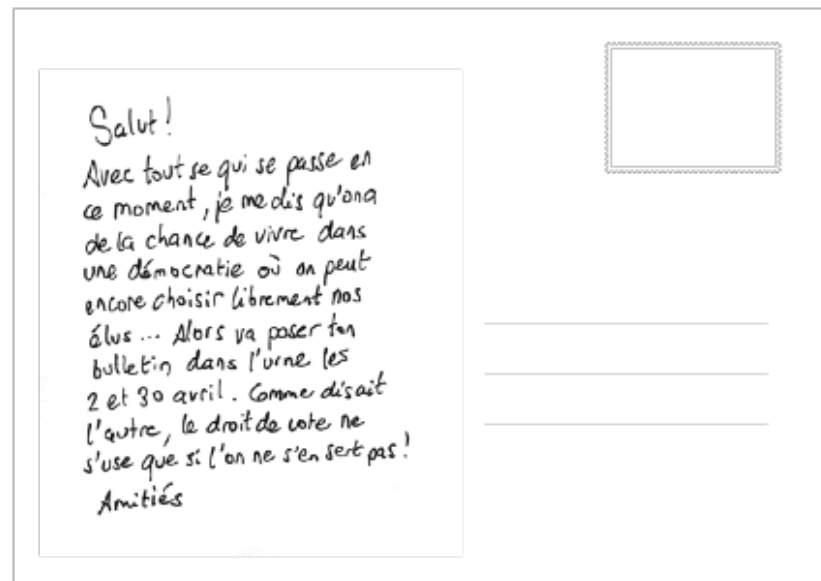 Salut!
Avec tout se qui se passe en
ce moment, je me dis qu'on a
de la chance de vivre dans
une démocratie où on peut
encore choisir librement nos
élus... Alors va poser ton
bulletin dans l'urne les
2 et 30 avril. Comme disait
l'autre, le droit de vote ne
s'use que si l'on ne s'en sert pas!
Amitiés